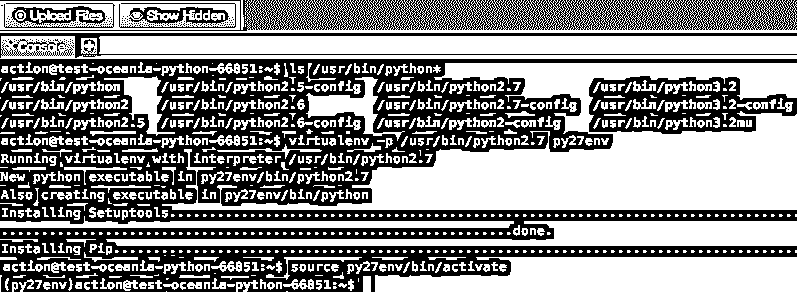 Upload Files Show Hidden
Console
action@test-oceania-python-66851:~$ ls /usr/bin/python*
/usr/bin/python /usr/bin/python2.5-config /usr/bin/python2.7 /usr/bin/python3.2
/usr/bin/python2 /usr/bin/python2.6 /usr/bin/python2.7-config /usr/bin/python3.2-config
/usr/bin/python2.5 /usr/bin/python2.6-config /usr/bin/python2-config /usr/bin/python3.2mu
action@test-oceania-python-66851:~$ virtualenv -p /usr/bin/python2.7 py27env
Running virtualenv with interpreter /usr/bin/python2.7
New python executable in py27env/bin/python2.7
Also creating executable in py27env/bin/python
Installing Setuptools..............................................................................
..................................................................done.
Installing Pip.....................................................................................
action@test-oceania-python-66851:~$ source py27env/bin/activate
(py27env)action@test-oceania-python-66851:~$